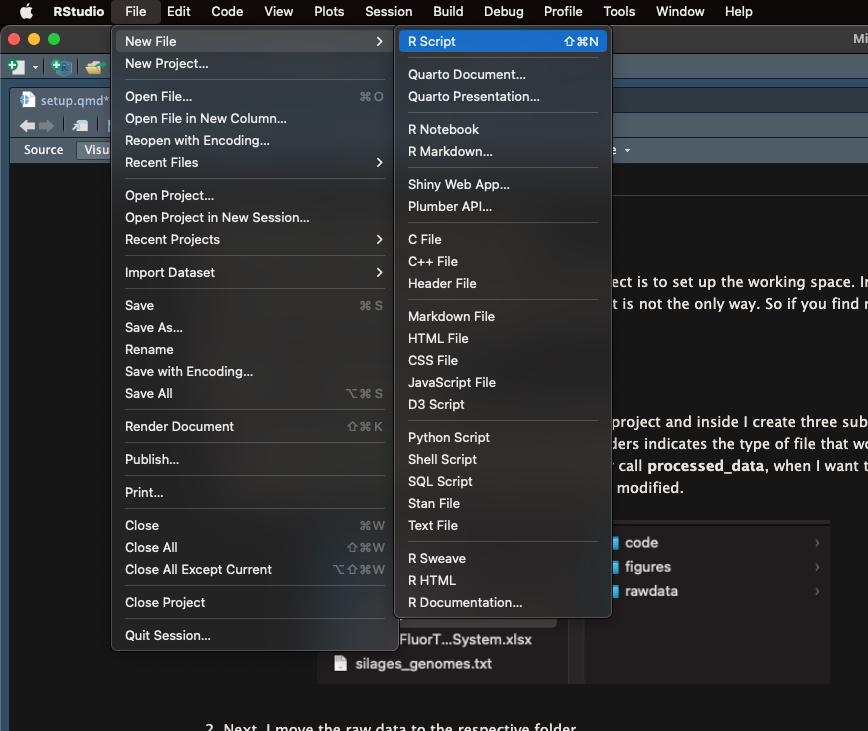 RStudio File Edit Code View Plots Session Build Debug Profile Tools Window Help
Mi
setup.qmd*
Source Visu
New File
New Project...
Open File... ⌘O
Open File in New Column...
Reopen with Encoding...
Recent Files
Open Project...
Open Project in New Session...
Recent Projects
Import Dataset
Save ⌘S
Save As...
Rename
Save with Encoding...
Save All ⌥⌘S
Render Document ⇧⌘K
Publish...
Print...
Close ⌘W
Close All ⇧⌘W
Close All Except Current ⌥⇧⌘W
Close Project
Quit Session...
R Script ⇧⌘N
Quarto Document...
Quarto Presentation...
R Notebook
R Markdown...
Shiny Web App...
Plumber API...
C File
C++ File
Header File
Markdown File
HTML File
CSS File
JavaScript File
D3 Script
Python Script
Shell Script
SQL Script
Stan File
Text File
R Sweave
R HTML
R Documentation...
ect is to set up the working space. I
t is not the only way. So if you find
project and inside I create three sub
ders indicates the type of file that wo
call processed_data, when I want t
modified.
code
figures
rawdata
FluorT...System.xlsx
silages_genomes.txt
2. Next, I move the raw data to the respective folder